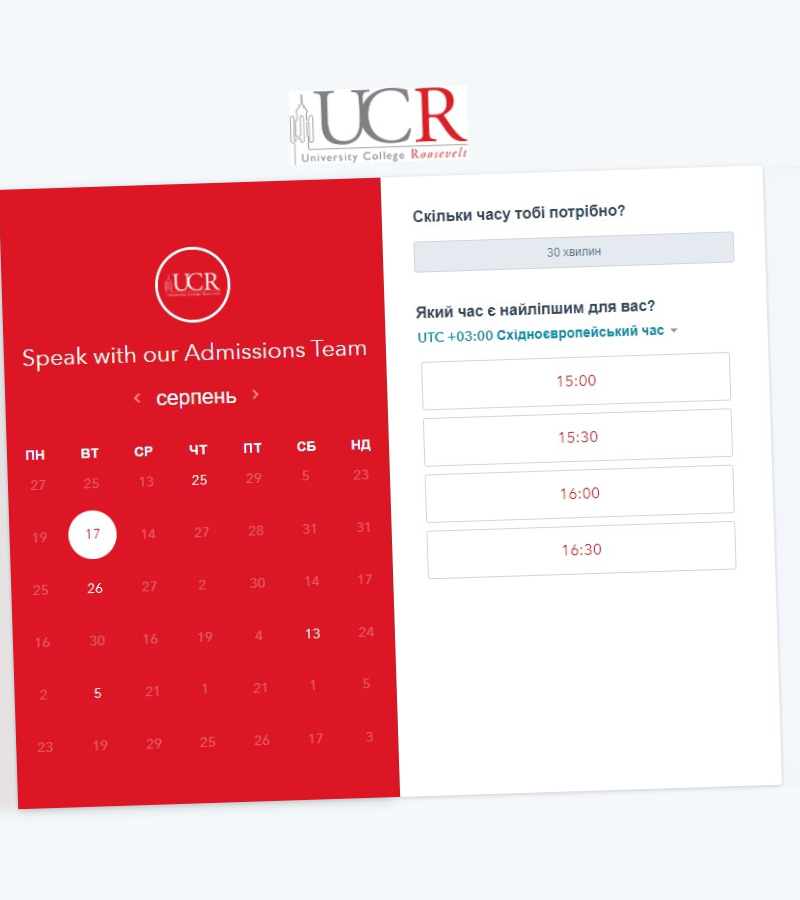 UCR
University College Roosevelt
UCR
University College Roosevelt
Speak with our Admissions Team
серпень
ПН ВТ СР ЧТ ПТ СБ НД
27 25 13 25 29 5 23
19 17 14 27 28 31 31
25 26 27 2 30 14 17
16 30 16 19 4 13 24
2 5 21 1 21 1 5
23 19 29 25 26 17 3
Скільки часу тобі потрібно?
30 хвилин
Який час є найліпшим для вас?
UTC +03:00 Східноєвропейський час
15:00
15:30
16:00
16:30